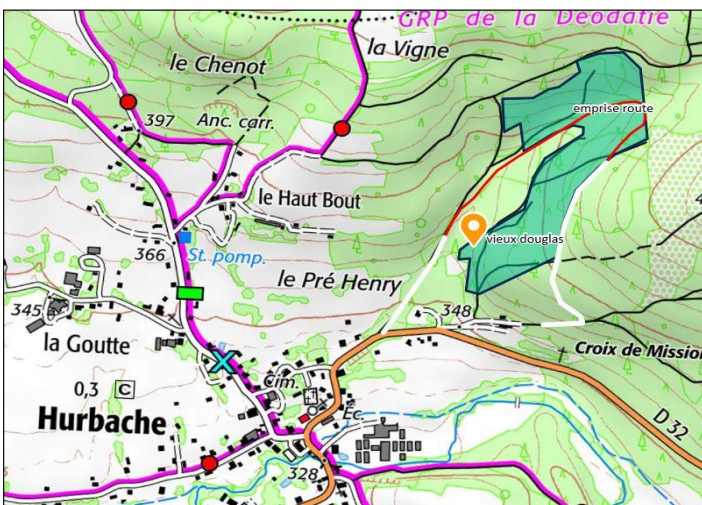 GRP de la Déodatie
la Vigne
le Chenot
emprise route
397
Anc. carr.
le Haut Bout
vieux douglas
366
St. pomp.
le Pré Henry
345
348
la Goutte
Croix de Mission
Cim.
0,3 C
Hurbache
Éc.
D 32
328